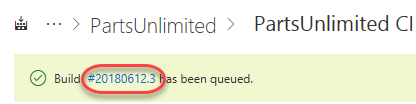 ... > PartsUnlimited > PartsUnlimited CI
Build #20180612.3 has been queued.